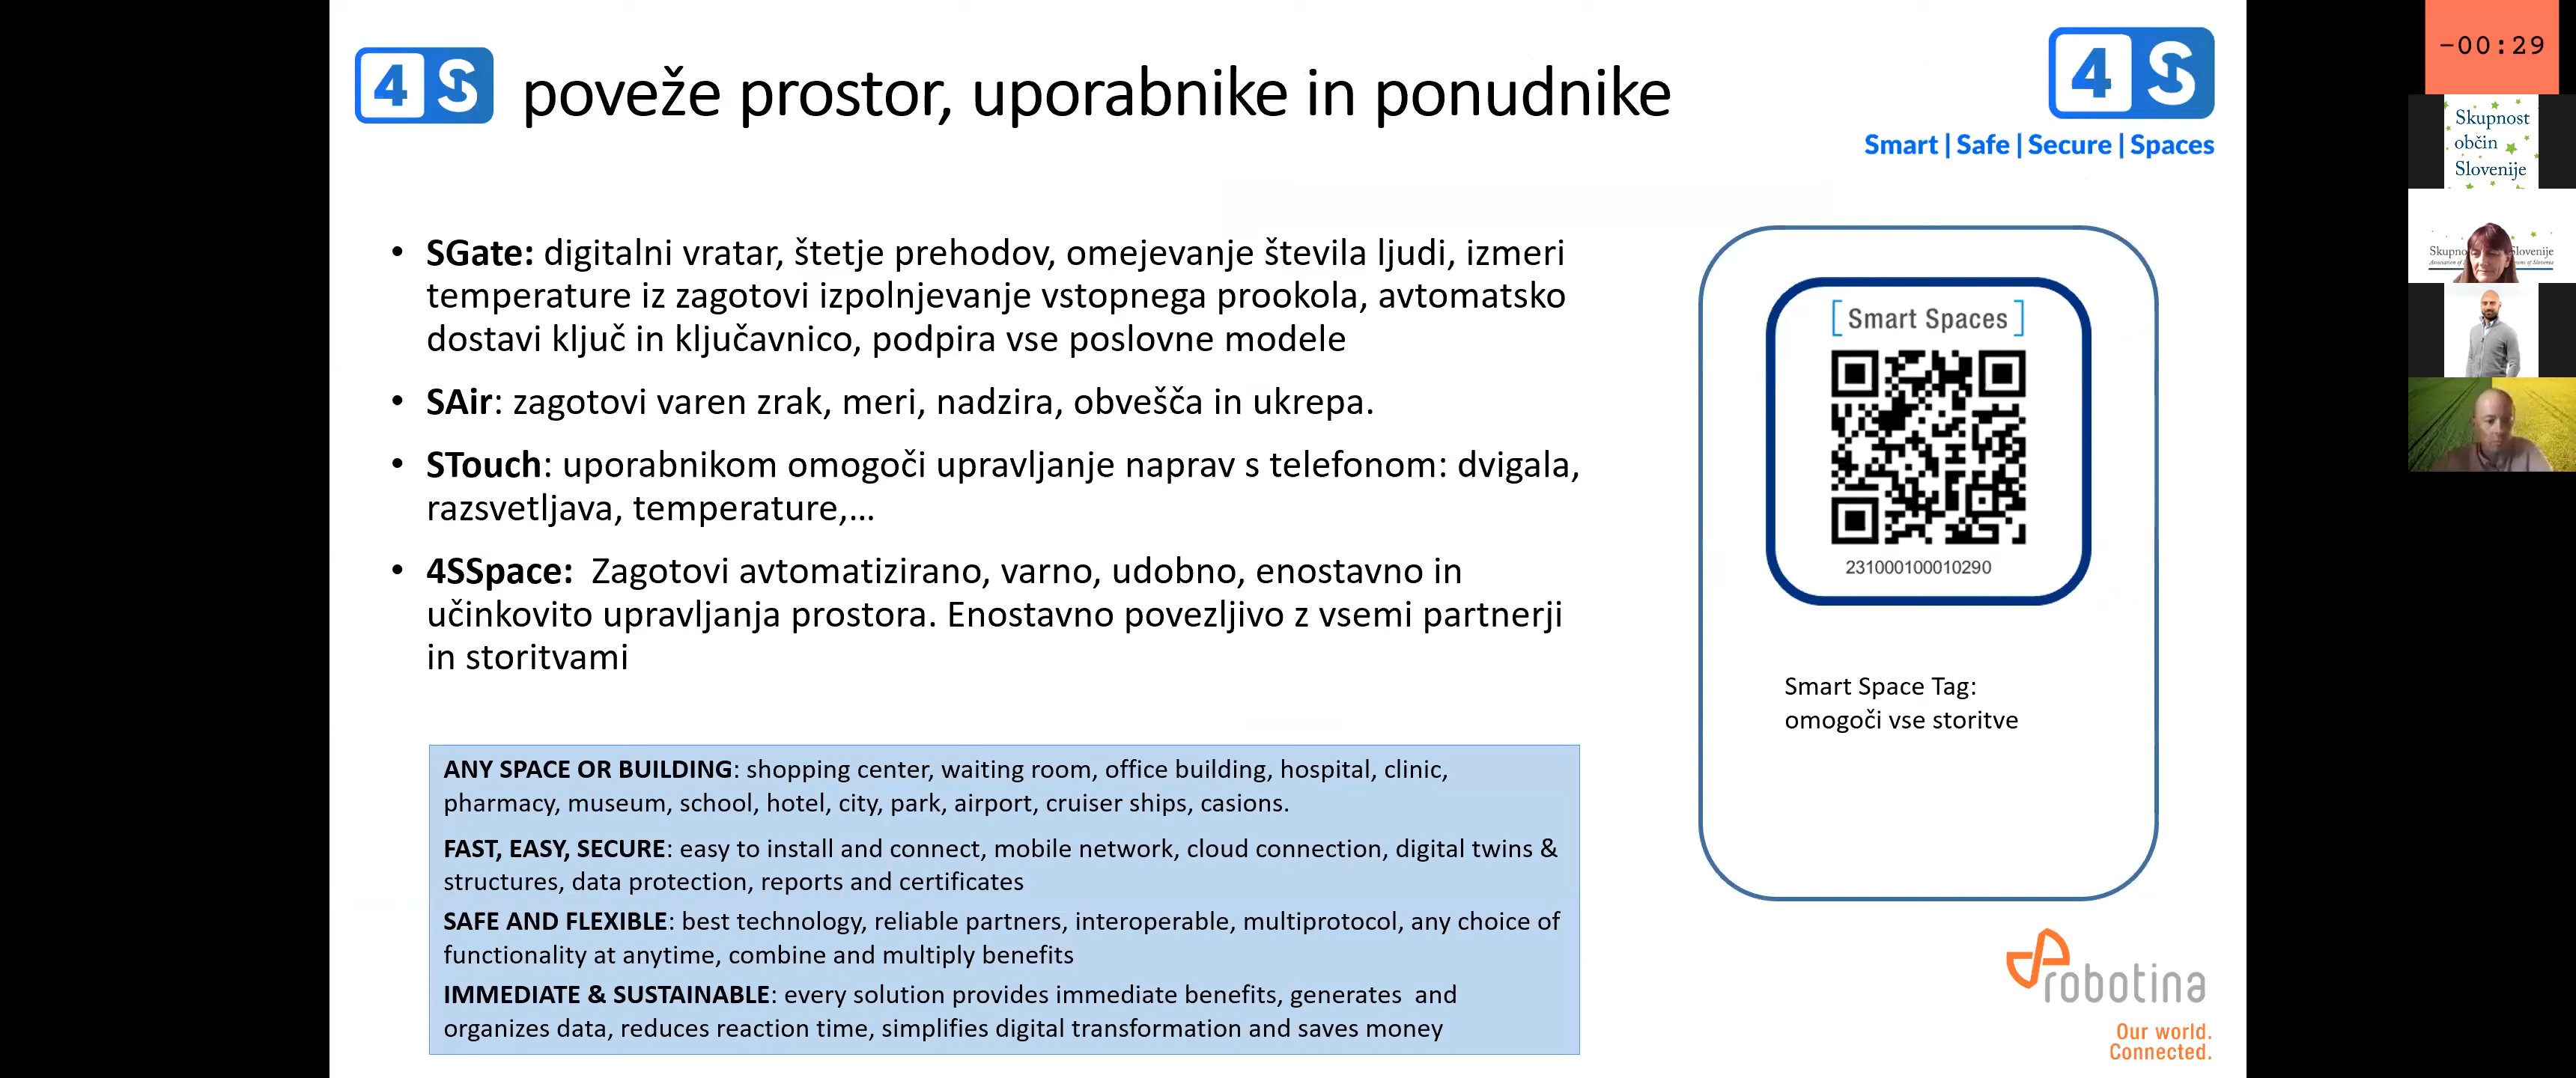 4S poveže prostor, uporabnike in ponudnike
4S
Smart | Safe | Secure | Spaces
• SGate: digitalni vratar, štetje prehodov, omejevanje števila ljudi, izmeri
temperature iz zagotovi izpolnjevanje vstopnega prookola, avtomatsko
dostavi ključ in ključavnico, podpira vse poslovne modele
• SAir: zagotovi varen zrak, meri, nadzira, obvešča in ukrepa.
• STouch: uporabnikom omogoči upravljanje naprav s telefonom: dvigala,
razsvetljava, temperature,...
• 4SSpace: Zagotovi avtomatizirano, varno, udobno, enostavno in
učinkovito upravljanja prostora. Enostavno povezljivo z vsemi partnerji
in storitvami
ANY SPACE OR BUILDING: shopping center, waiting room, office building, hospital, clinic,
pharmacy, museum, school, hotel, city, park, airport, cruiser ships, casions.
FAST, EASY, SECURE: easy to install and connect, mobile network, cloud connection, digital twins &
structures, data protection, reports and certificates
SAFE AND FLEXIBLE: best technology, reliable partners, interoperable, multiprotocol, any choice of
functionality at anytime, combine and multiply benefits
IMMEDIATE & SUSTAINABLE: every solution provides immediate benefits, generates and
organizes data, reduces reaction time, simplifies digital transformation and saves money
[Smart Spaces]
231000100010290
Smart Space Tag:
omogoči vse storitve
robotina
Our world.
Connected.
-00:29
Skupnost
občin
Slovenije
Slovenije